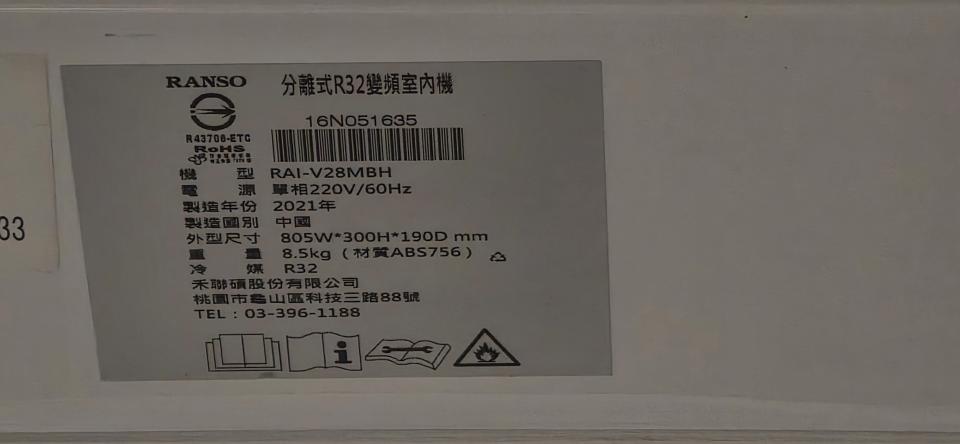 RANSO 分離式R32變頻室內機
16N051635
R43706-ETC
RoHS
機 型 RAI-V28MBH
電 源 單相220V/60Hz
製造年份 2021年
製造國別 中國
外型尺寸 805W*300H*190D mm
重 量 8.5kg (材質ABS756)
冷 媒 R32
禾聯碩股份有限公司
桃園市龜山區科技三路88號
TEL:03-396-1188
33